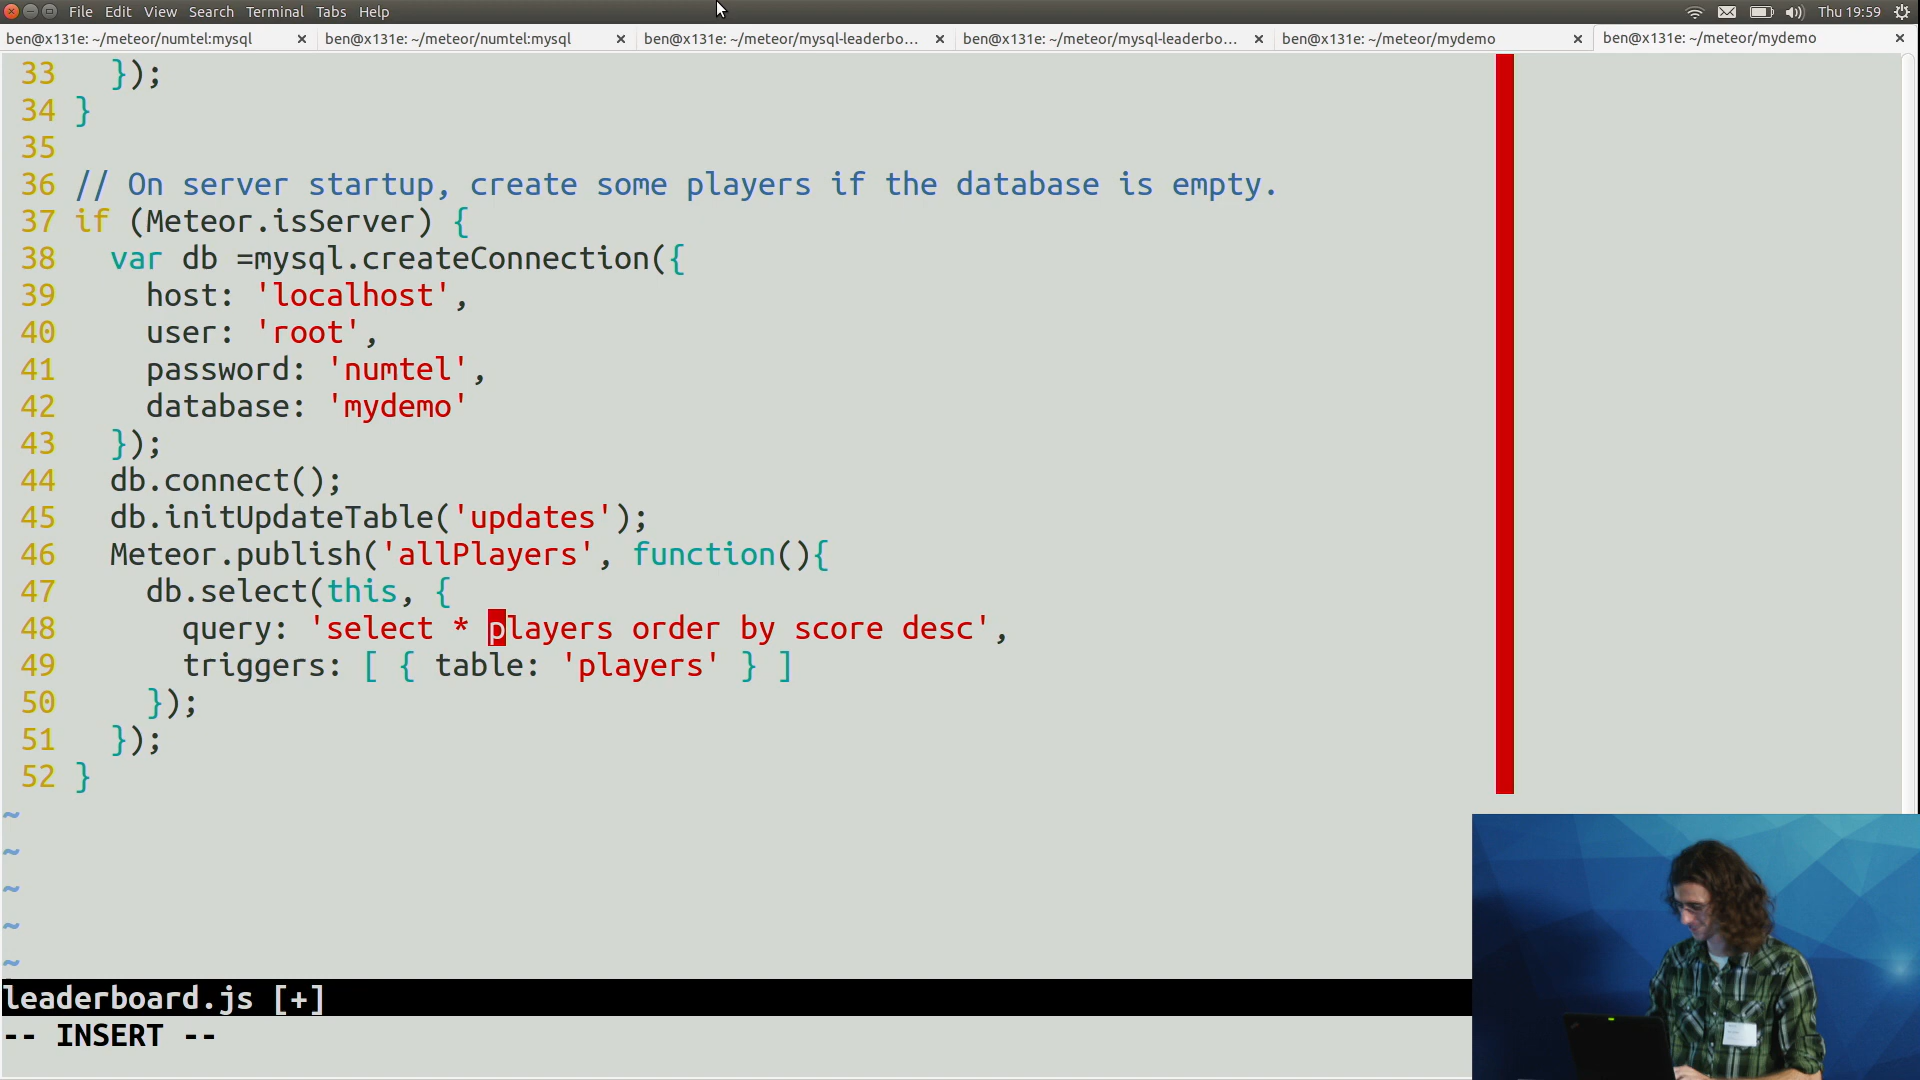 File Edit View Search Terminal Tabs Help
Thu 19:59
ben@x131e: ~/meteor/numtel:mysql
ben@x131e: ~/meteor/numtel:mysql
ben@x131e: ~/meteor/mysql-leaderbo...
ben@x131e: ~/meteor/mysql-leaderbo...
ben@x131e: ~/meteor/mydemo
ben@x131e: ~/meteor/mydemo
33   });
34 }
35
36 // On server startup, create some players if the database is empty.
37 if (Meteor.isServer) {
38   var db =mysql.createConnection({
39     host: 'localhost',
40     user: 'root',
41     password: 'numtel',
42     database: 'mydemo'
43   });
44   db.connect();
45   db.initUpdateTable('updates');
46   Meteor.publish('allPlayers', function(){
47     db.select(this, {
48       query: 'select * players order by score desc',
49       triggers: [ { table: 'players' } ]
50     });
51   });
52 }
~
~
~
~
~
leaderboard.js [+]
-- INSERT --